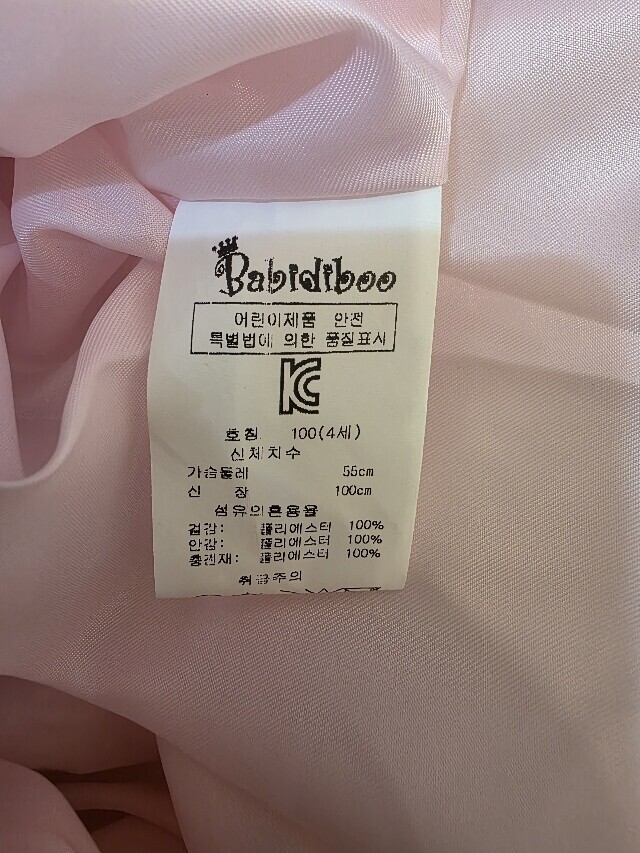 Babidiboo
어린이제품 안전
특별법에 의한 품질표시
KC
호칭 100(4세)
신체치수
가슴둘레 55cm
신 장 100cm
섬유의혼용율
겉감: 폴리에스터 100%
안감: 폴리에스터 100%
충전재: 폴리에스터 100%
취급주의